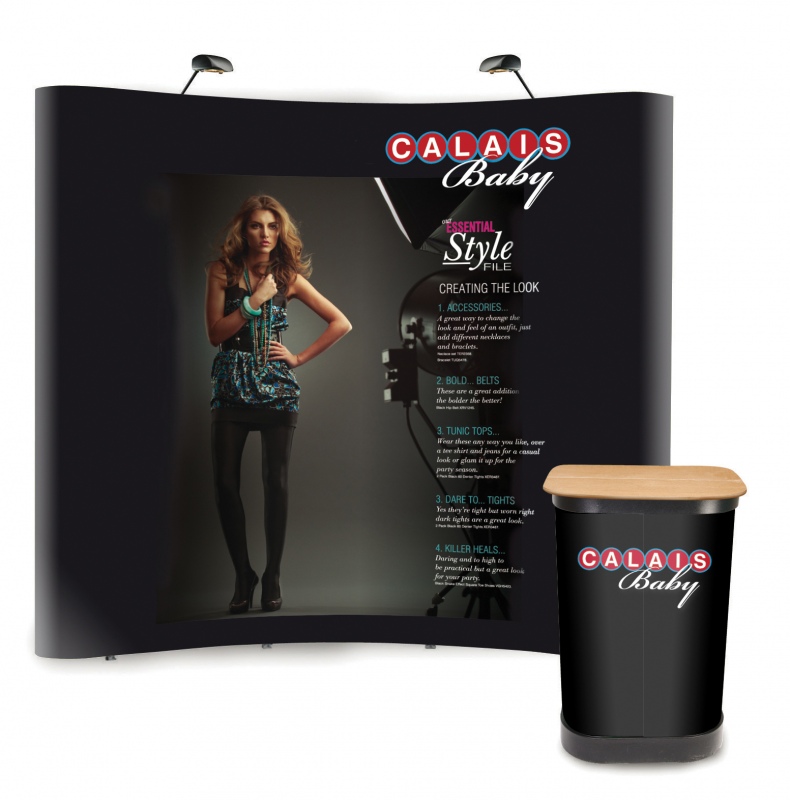 CALAIS
Baby
our
ESSENTIAL
Style
FILE
CREATING THE LOOK
1. ACCESSORIES...
A great way to change the
look and feel of an outfit, just
add different necklaces
and braclets.
2. BOLD... BELTS
These are a great addition
the bolder the better!
3. TUNIC TOPS...
Wear these any way you like, over
a tee shirt and jeans for a casual
look or glam it up for the
party season.
3. DARE TO... TIGHTS
Yes they're tight but worn right
dark tights are a great look.
4. KILLER HEALS...
Daring and to high to
be practical but a great look
for your party.
CALAIS
Baby